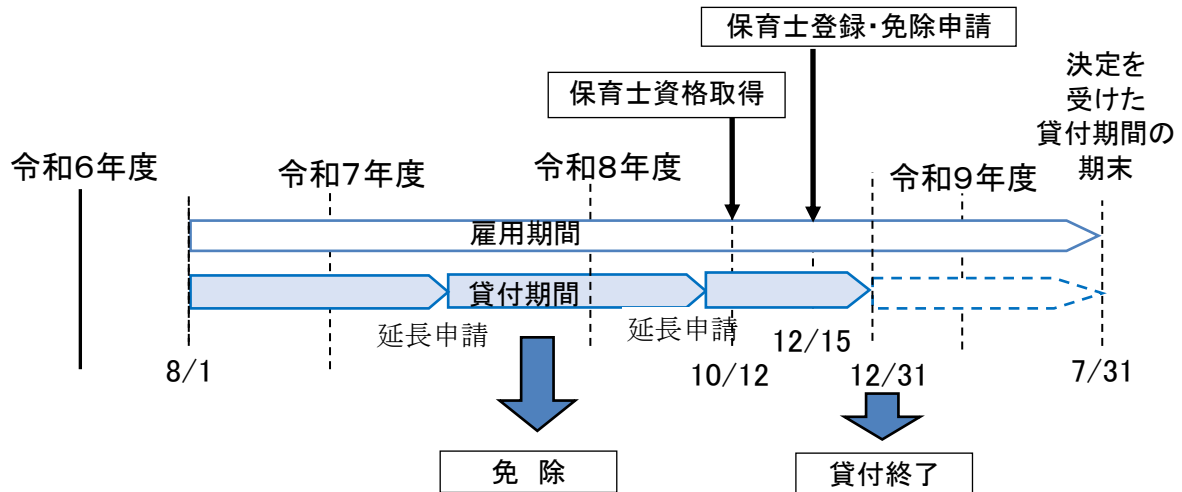 保育士登録・免除申請
保育士資格取得
決定を
受けた
貸付期間の
期末
令和6年度
令和7年度
令和8年度
令和9年度
雇用期間
貸付期間
延長申請
延長申請
8/1
10/12
12/15
12/31
7/31
免 除
貸付終了